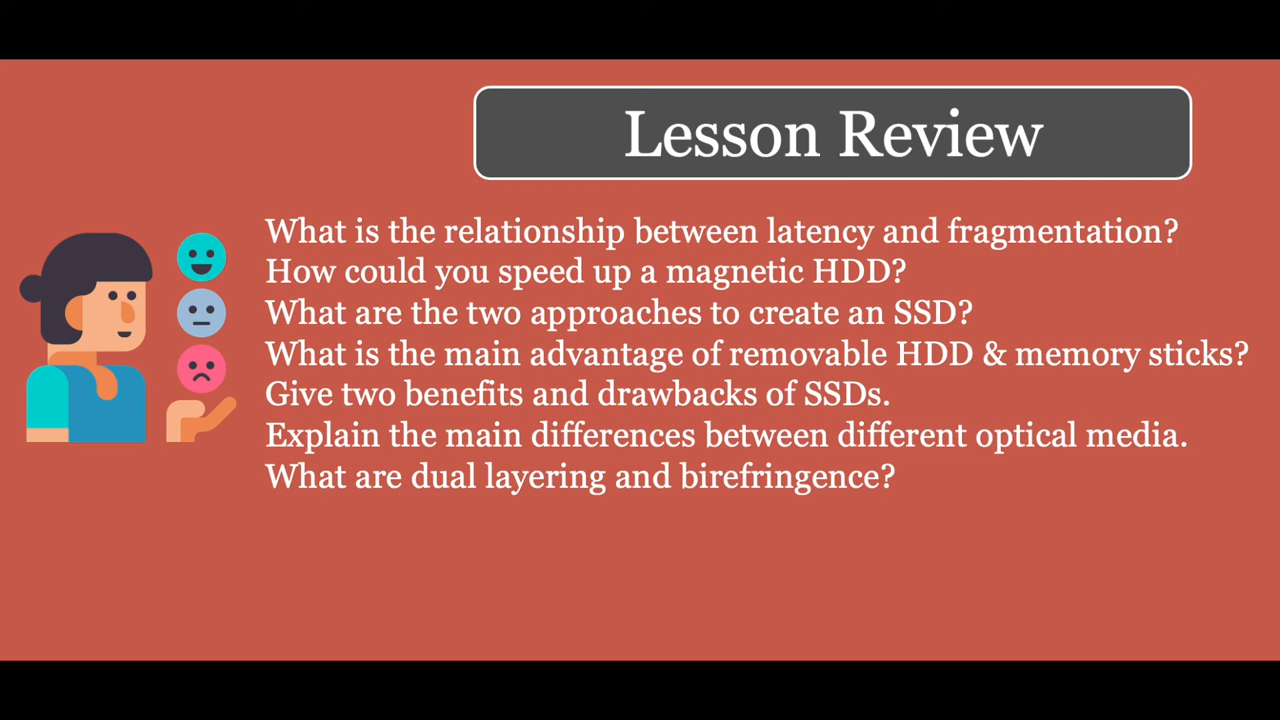 Lesson Review
What is the relationship between latency and fragmentation?
How could you speed up a magnetic HDD?
What are the two approaches to create an SSD?
What is the main advantage of removable HDD & memory sticks?
Give two benefits and drawbacks of SSDs.
Explain the main differences between different optical media.
What are dual layering and birefringence?